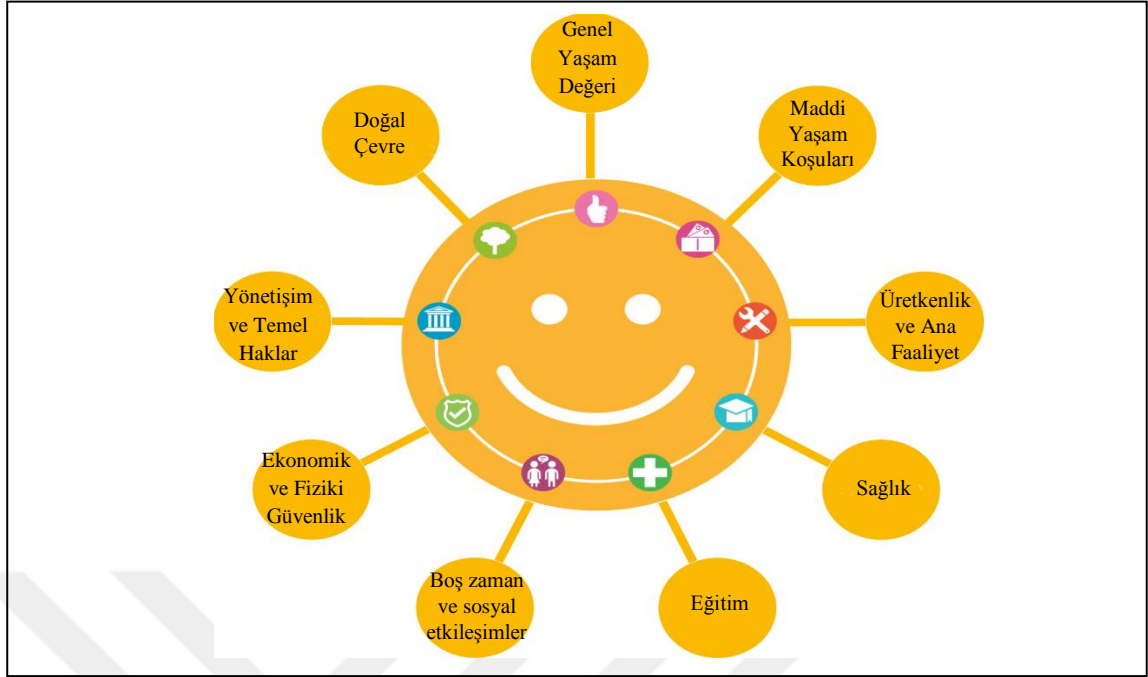 Genel
Yaşam
Değeri
Maddi
Yaşam
Koşuları
Üretkenlik
ve Ana
Faaliyet
Sağlık
Eğitim
Boş zaman
ve sosyal
etkileşimler
Ekonomik
ve Fiziki
Güvenlik
Yönetişim
ve Temel
Haklar
Doğal
Çevre